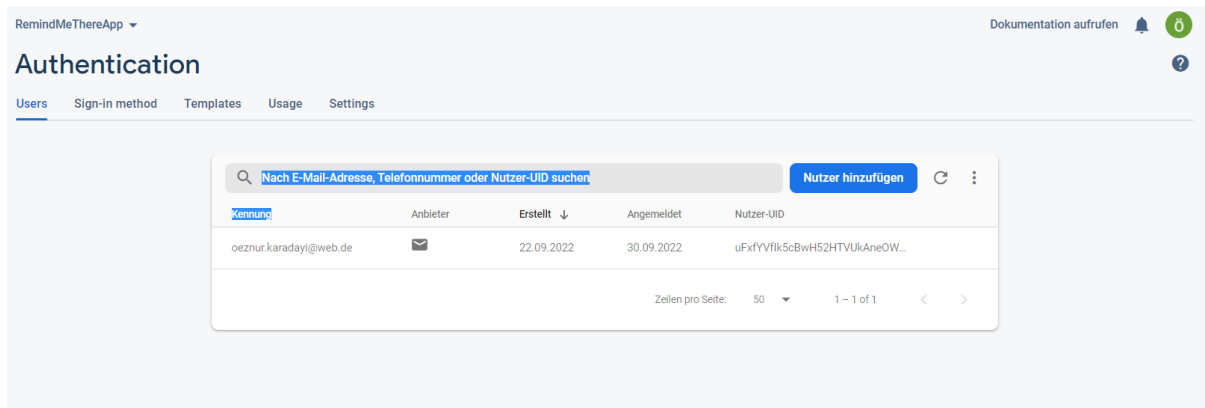 RemindMeThereApp
Dokumentation aufrufen
Ö
Authentication
Users Sign-in method Templates Usage Settings
Nach E-Mail-Adresse, Telefonnummer oder Nutzer-UID suchen
Nutzer hinzufügen
Kennung Anbieter Erstellt ↓ Angemeldet Nutzer-UID
oeznur.karadayi@web.de 22.09.2022 30.09.2022 uFxfYVflk5cBwH52HTVUkAneOW...
Zeilen pro Seite: 50 1 – 1 of 1